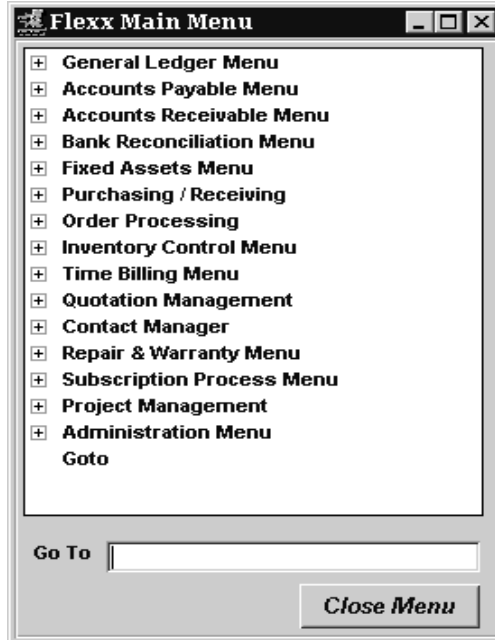 Flexx Main Menu
General Ledger Menu
Accounts Payable Menu
Accounts Receivable Menu
Bank Reconciliation Menu
Fixed Assets Menu
Purchasing / Receiving
Order Processing
Inventory Control Menu
Time Billing Menu
Quotation Management
Contact Manager
Repair & Warranty Menu
Subscription Process Menu
Project Management
Administration Menu
Goto
Go To
Close Menu